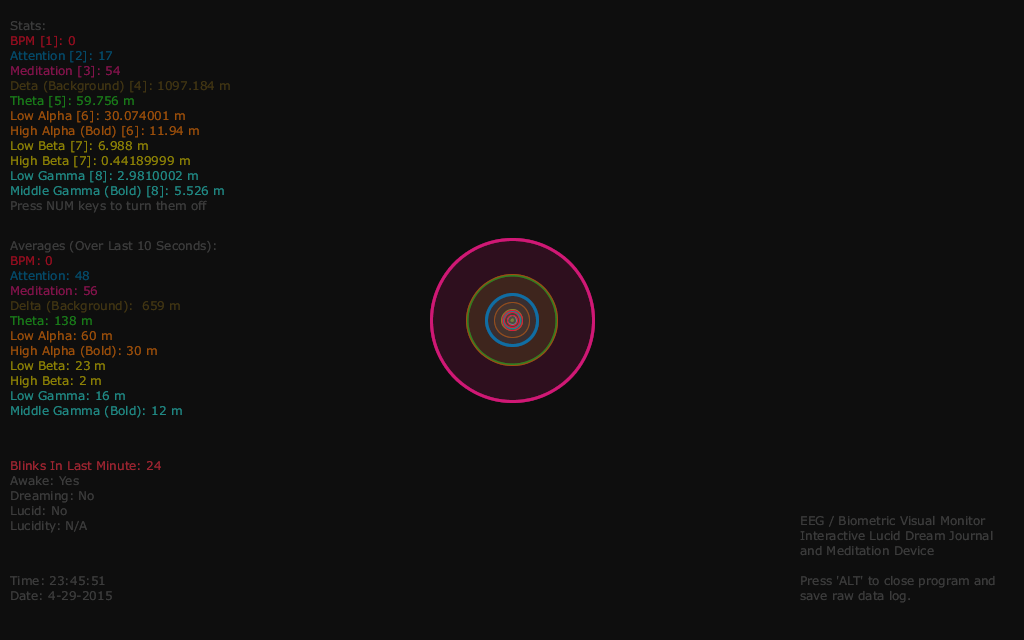 Stats:
BPM [1]: 0
Attention [2]: 17
Meditation [3]: 54
Deta (Background) [4]: 1097.184 m
Theta [5]: 59.756 m
Low Alpha [6]: 30.074001 m
High Alpha (Bold) [6]: 11.94 m
Low Beta [7]: 6.988 m
High Beta [7]: 0.44189999 m
Low Gamma [8]: 2.9810002 m
Middle Gamma (Bold) [8]: 5.526 m
Press NUM keys to turn them off
Averages (Over Last 10 Seconds):
BPM: 0
Attention: 48
Meditation: 56
Delta (Background):  659 m
Theta: 138 m
Low Alpha: 60 m
High Alpha (Bold): 30 m
Low Beta: 23 m
High Beta: 2 m
Low Gamma: 16 m
Middle Gamma (Bold): 12 m
Blinks In Last Minute: 24
Awake: Yes
Dreaming: No
Lucid: No
Lucidity: N/A
Time: 23:45:51
Date: 4-29-2015
EEG / Biometric Visual Monitor
Interactive Lucid Dream Journal
and Meditation Device
Press 'ALT' to close program and
save raw data log.